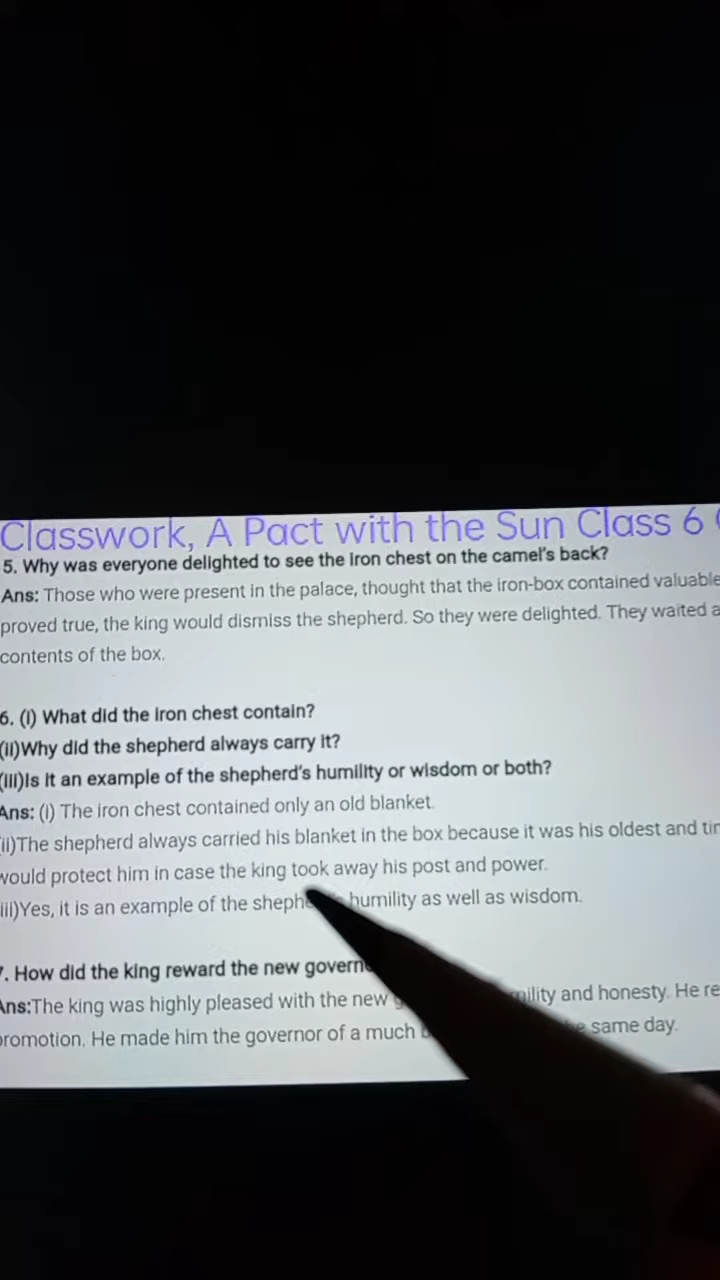 Classwork, A Pact with the Sun Class 6
5. Why was everyone delighted to see the iron chest on the camel's back?
Ans: Those who were present in the palace, thought that the iron-box contained valuable
proved true, the king would dismiss the shepherd. So they were delighted. They waited
contents of the box.
6. (i) What did the iron chest contain?
(ii)Why did the shepherd always carry it?
(iii)Is it an example of the shepherd's humility or wisdom or both?
Ans: (i) The iron chest contained only an old blanket.
ii)The shepherd always carried his blanket in the box because it was his oldest and
would protect him in case the king took away his post and power.
iii)Yes, it is an example of the humility as well as wisdom.
7. How did the king reward the new
Ans:The king was highly pleased with the new and honesty. He
promotion. He made him the governor of a much same day.